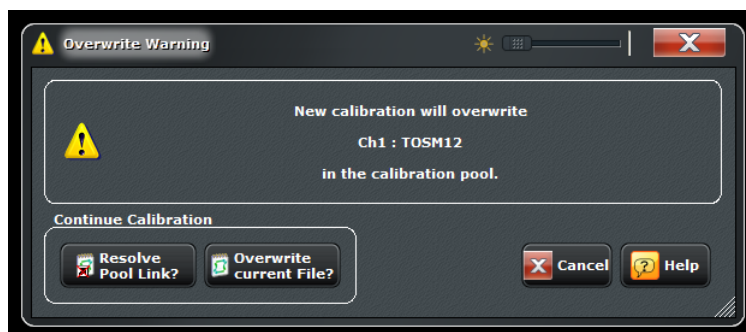 Overwrite Warning
New calibration will overwrite
Ch1 : TOSM12
in the calibration pool.
Continue Calibration
Resolve
Pool Link?
Overwrite
current File?
Cancel
Help